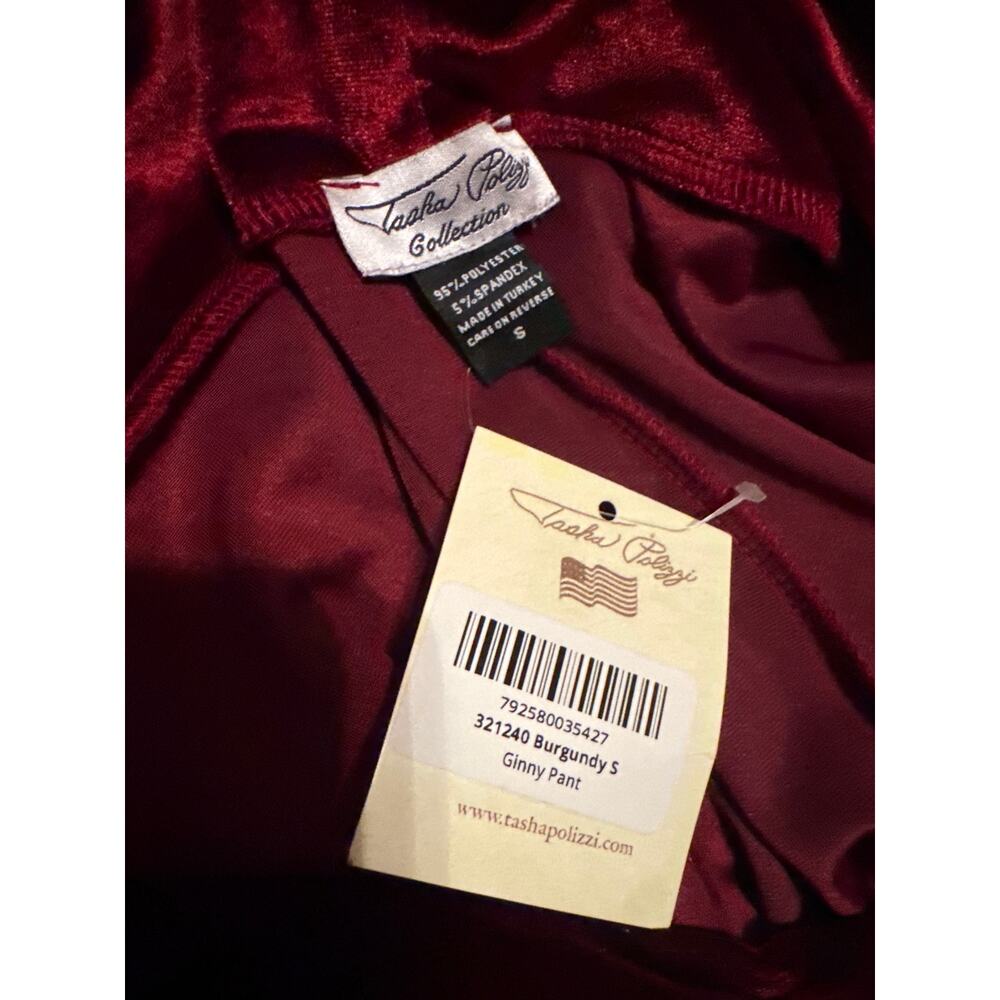 Tasha Polizzi
Collection
95% POLYESTER
5% SPANDEX
MADE IN TURKEY
CARE ON REVERSE
S
Tasha Polizzi
792580035427
321240 Burgundy S
Ginny Pant
www.tashapolizzi.com